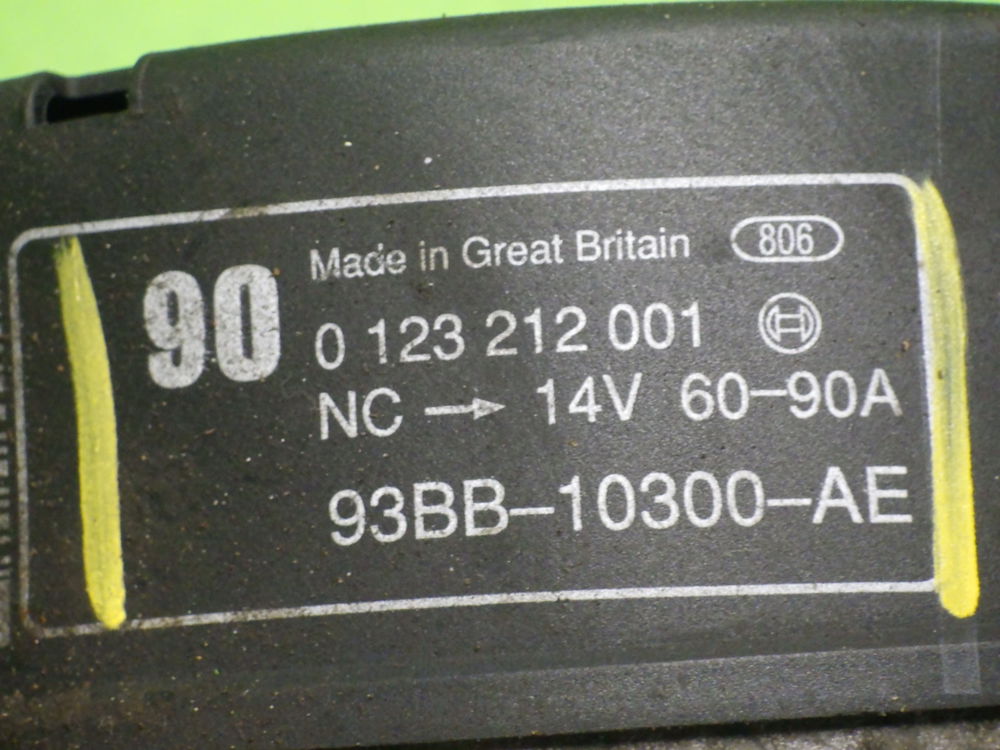 90
Made in Great Britain 806
0 123 212 001
NC → 14V 60-90A
93BB-10300-AE